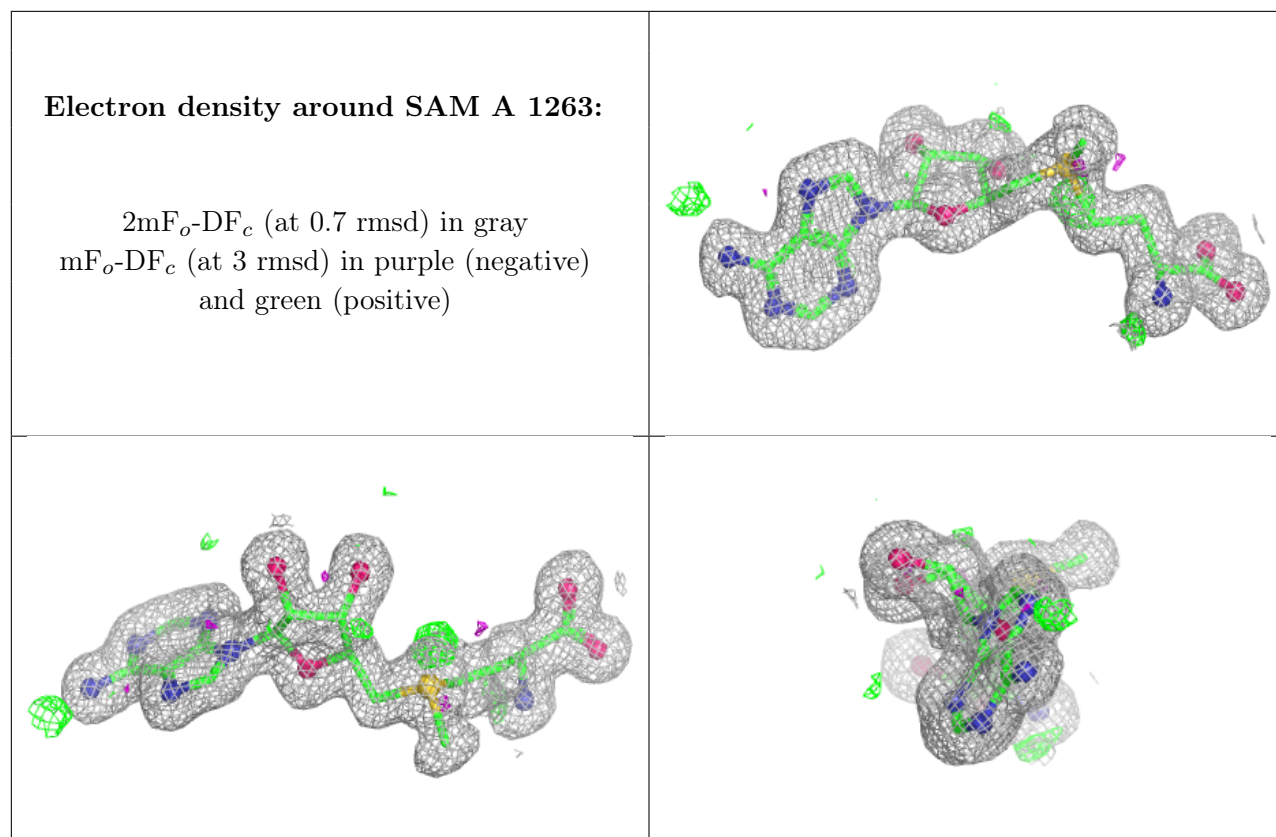 Electron density around SAM A 1263:
2mFₒ-DF𝒸 (at 0.7 rmsd) in gray
mFₒ-DF𝒸 (at 3 rmsd) in purple (negative)
and green (positive)